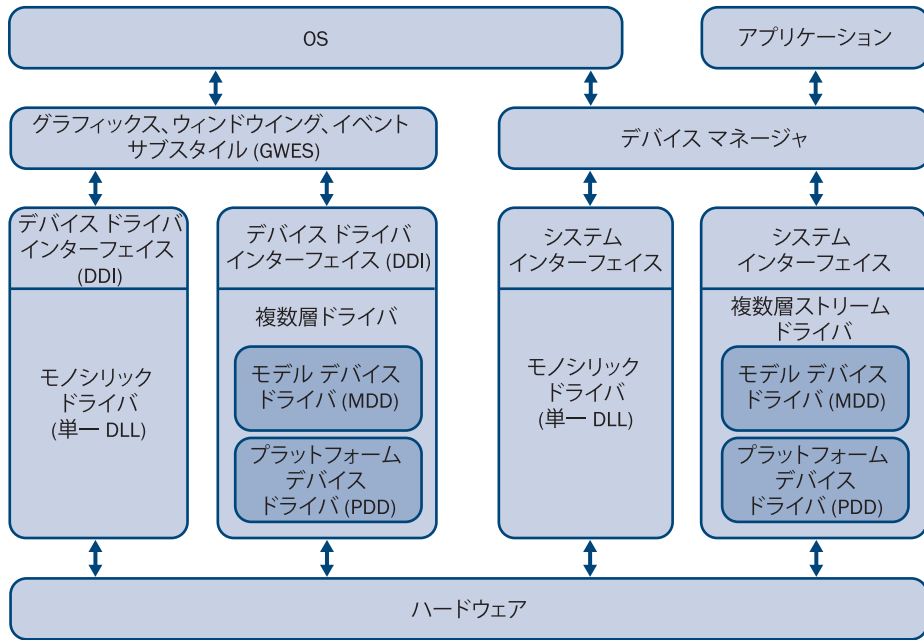 OS
アプリケーション
グラフィックス、ウィンドウイング、イベント
サブスタイル (GWES)
デバイス マネージャ
デバイス ドライバ
インターフェイス
(DDI)
デバイス ドライバ
インターフェイス (DDI)
システム
インターフェイス
システム
インターフェイス
モノシリック
ドライバ
(単一 DLL)
複数層ドライバ
モデル デバイス
ドライバ (MDD)
プラットフォーム
デバイス
ドライバ (PDD)
モノシリック
ドライバ
(単一 DLL)
複数層ストリーム
ドライバ
モデル デバイス
ドライバ (MDD)
プラットフォーム
デバイス
ドライバ (PDD)
ハードウェア